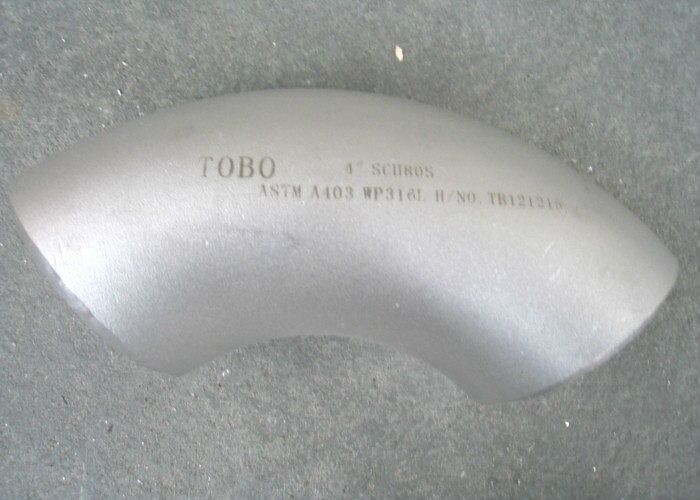 TOBO 4" SCH80S
ASTM A403 WP316L H/NO. TB121215